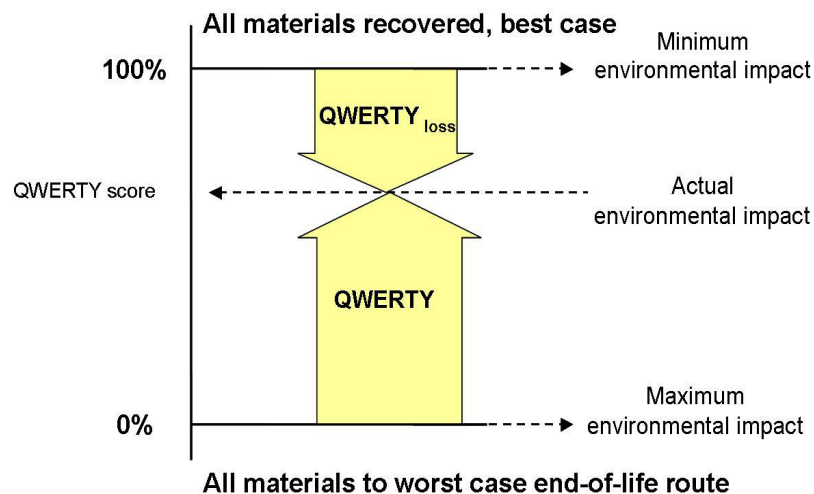 All materials recovered, best case
100%
Minimum
environmental impact
QWERTY loss
QWERTY score
Actual
environmental impact
QWERTY
0%
Maximum
environmental impact
All materials to worst case end-of-life route